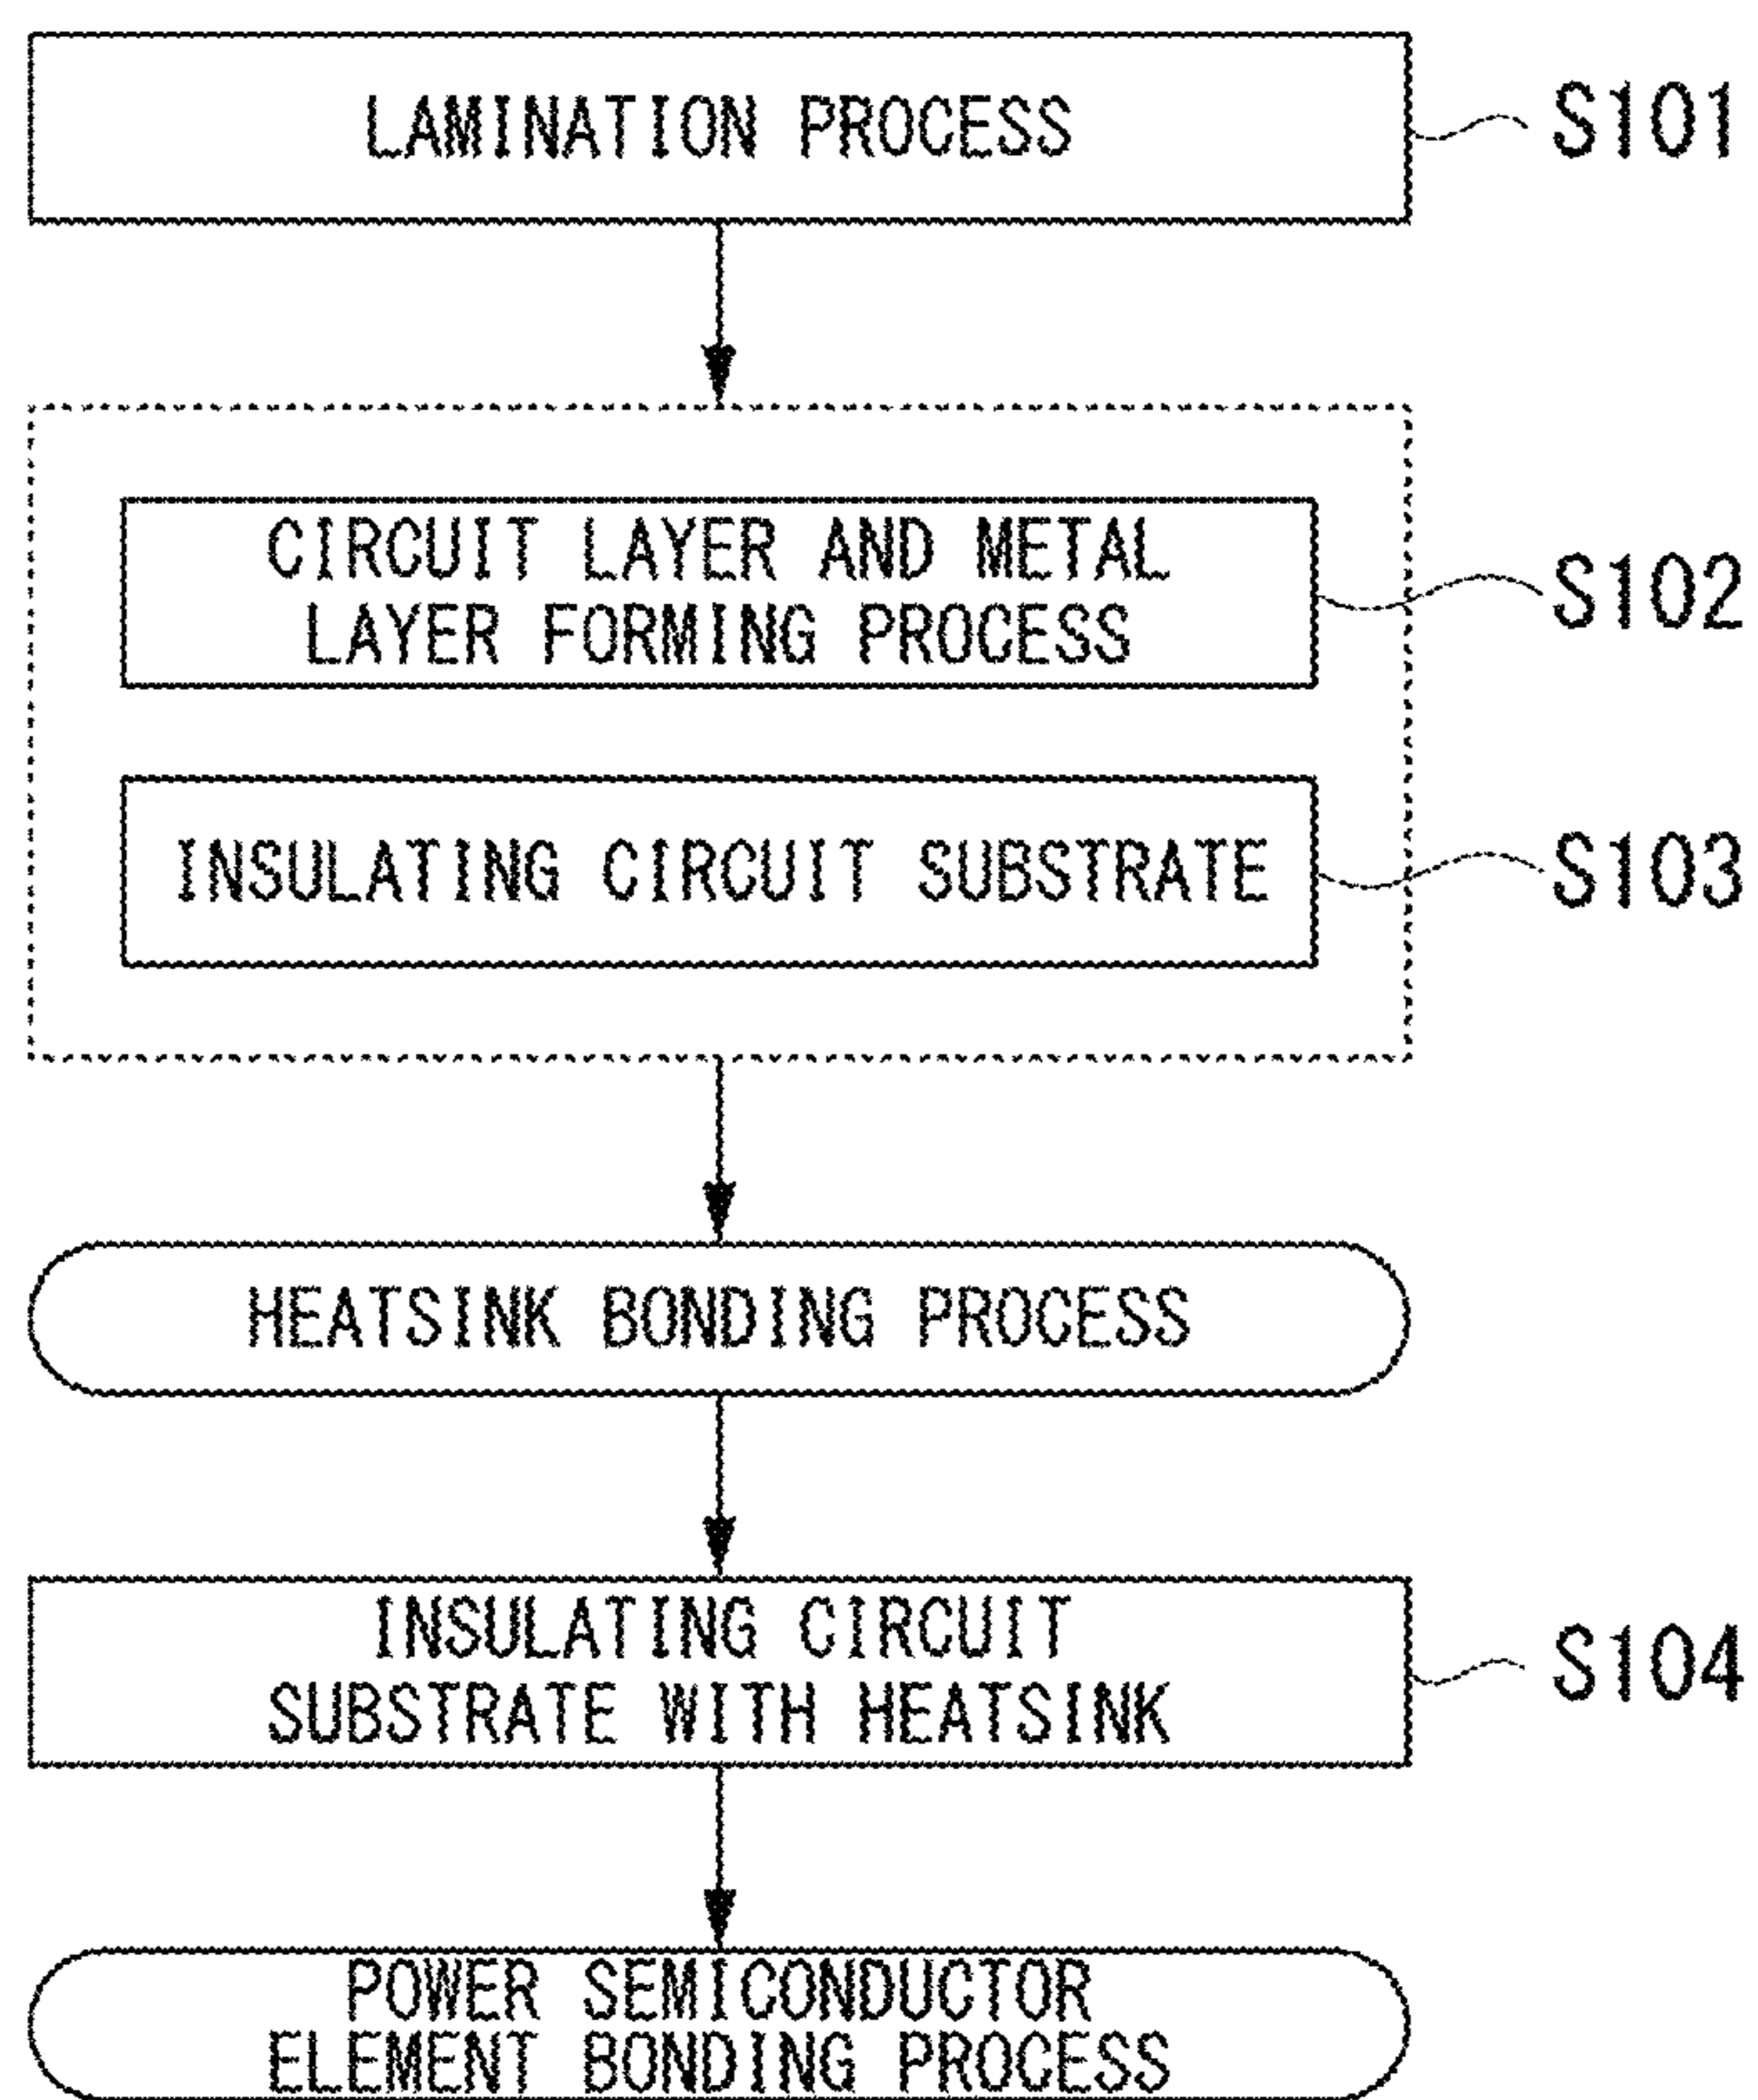 LAMINATION PROCESS
S101
CIRCUIT LAYER AND METAL
LAYER FORMING PROCESS
S102
INSULATING CIRCUIT SUBSTRATE
S103
HEATSINK BONDING PROCESS
INSULATING CIRCUIT
SUBSTRATE WITH HEATSINK
S104
POWER SEMICONDUCTOR
ELEMENT BONDING PROCESS